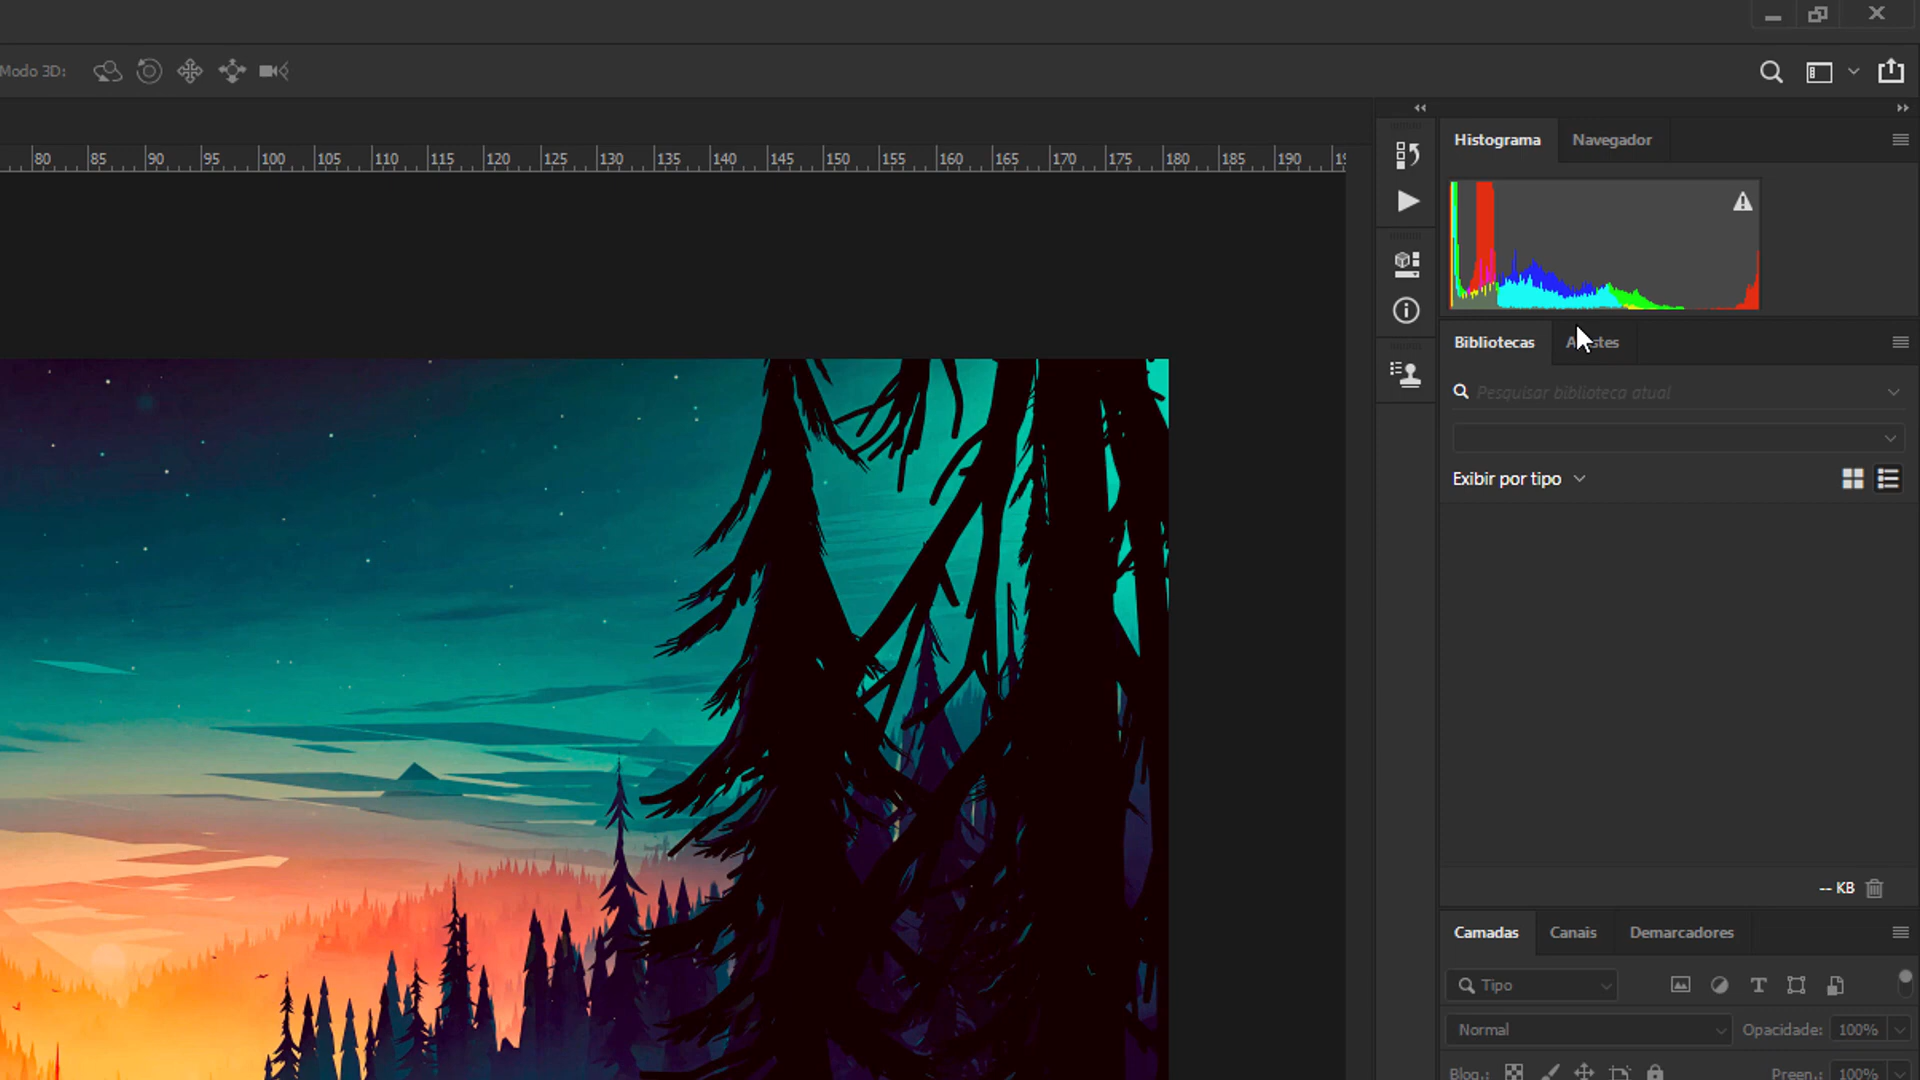 Modo 3D:
80 85 90 95 100 105 110 115 120 125 130 135 140 145 150 155 160 165 170 175 180 185 190
Histograma Navegador
Bibliotecas
Pesquisar biblioteca atual
Exibir por tipo
-- KB
Camadas Canais Demarcadores
Tipo
Normal Opacidade: 100%
Bloq.: Preen.: 100%